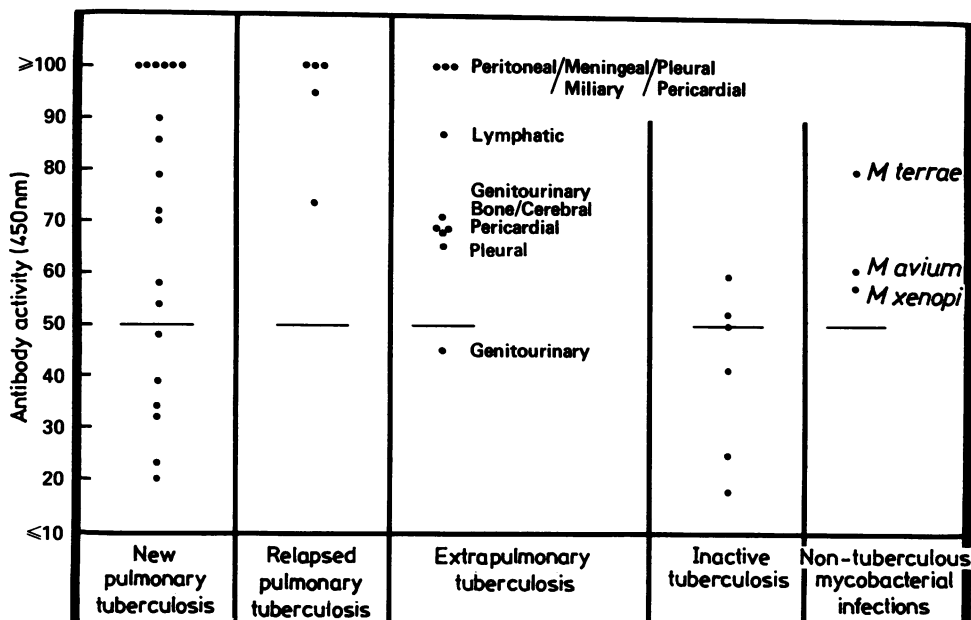 Antibody activity (450nm)
⩾100
90
80
70
60
50
40
30
20
⩽10
Peritoneal/Meningeal/Pleural
Miliary Pericardial
Lymphatic
Genitourinary
Bone/Cerebral
Pericardial
Pleural
Genitourinary
M terrae
M avium
M xenopi
New
pulmonary
tuberculosis
Relapsed
pulmonary
tuberculosis
Extrapulmonary
tuberculosis
Inactive
tuberculosis
Non-tuberculous
mycobacterial
infections